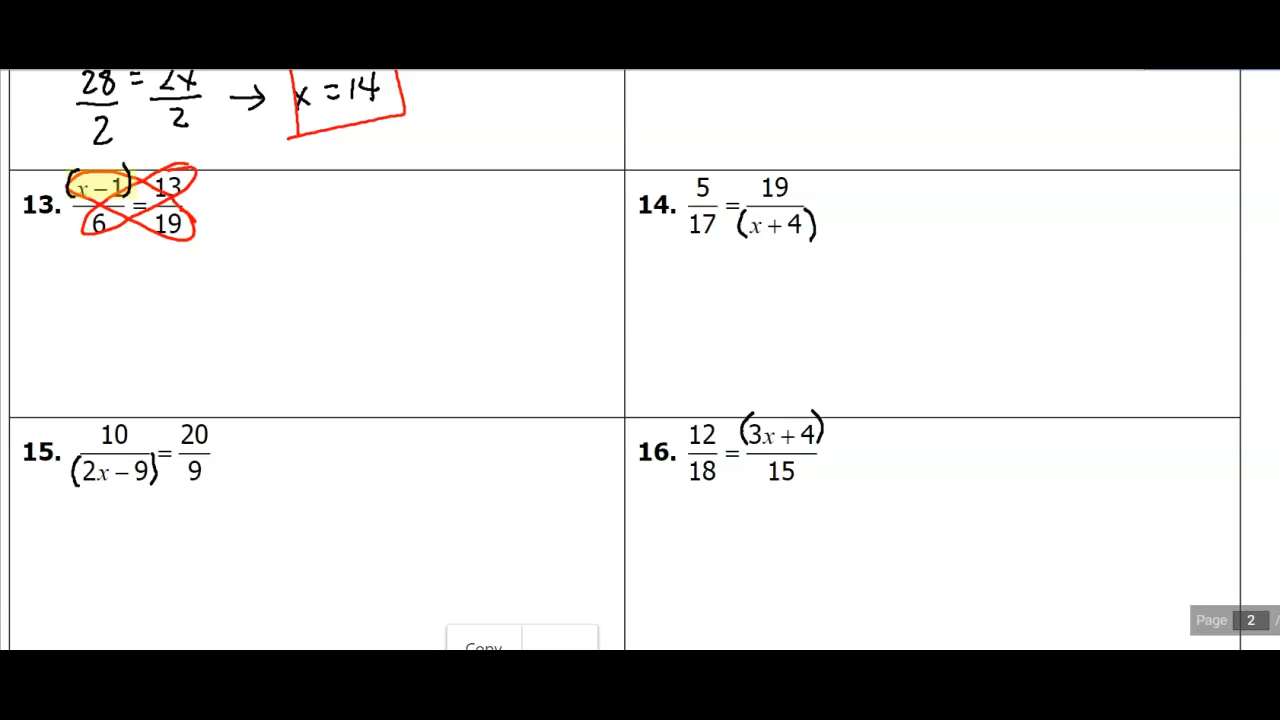 28 = 2x
2 2 → x = 14
13. (x – 1) / 6 = 13 / 19
14. 5 / 17 = 19 / (x + 4)
15. 10 / (2x – 9) = 20 / 9
16. 12 / 18 = (3x + 4) / 15
Copy
Page 2 /